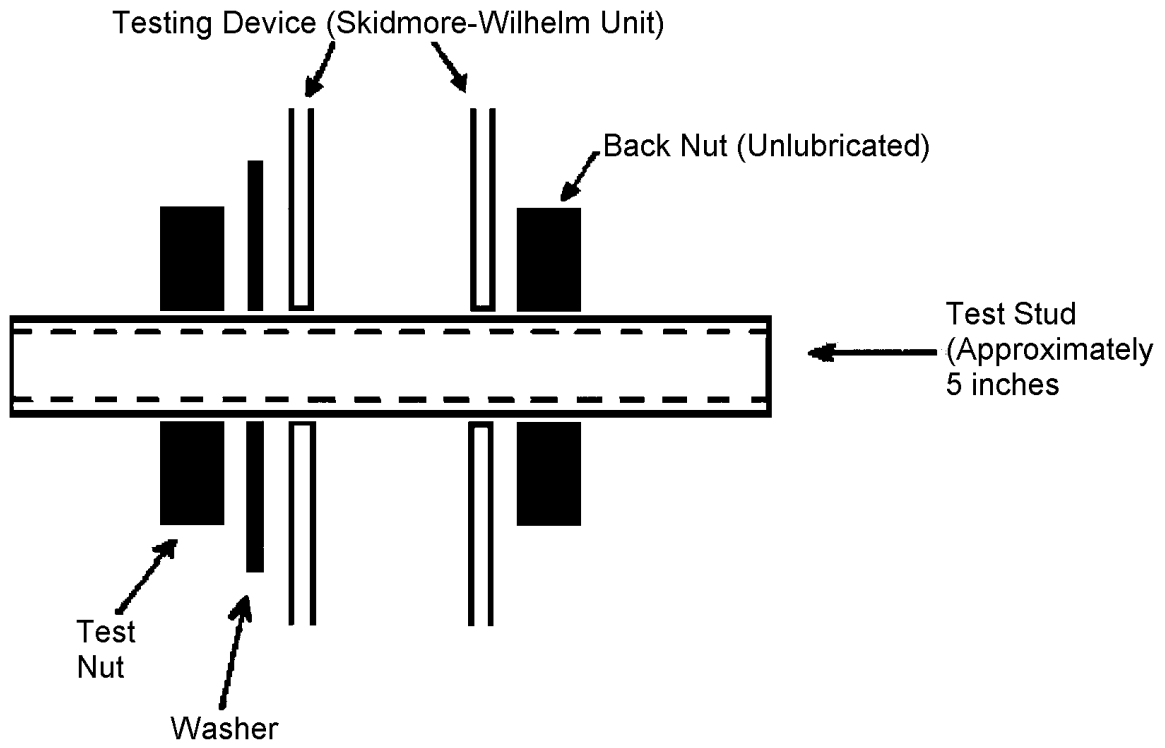 Testing Device (Skidmore-Wilhelm Unit)
Back Nut (Unlubricated)
Test Stud
(Approximately
5 inches
Test
Nut
Washer